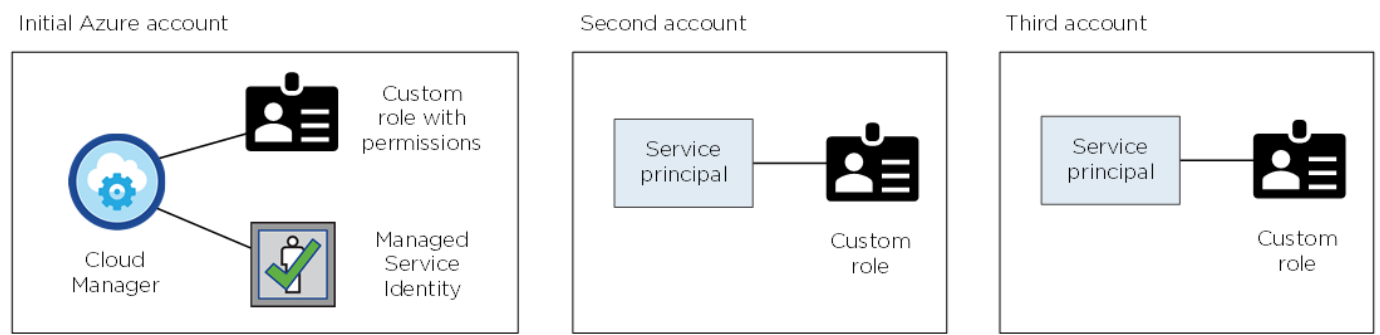 Initial Azure account
Second account
Third account
Custom
role with
permissions
Cloud
Manager
Managed
Service
Identity
Service
principal
Custom
role
Service
principal
Custom
role